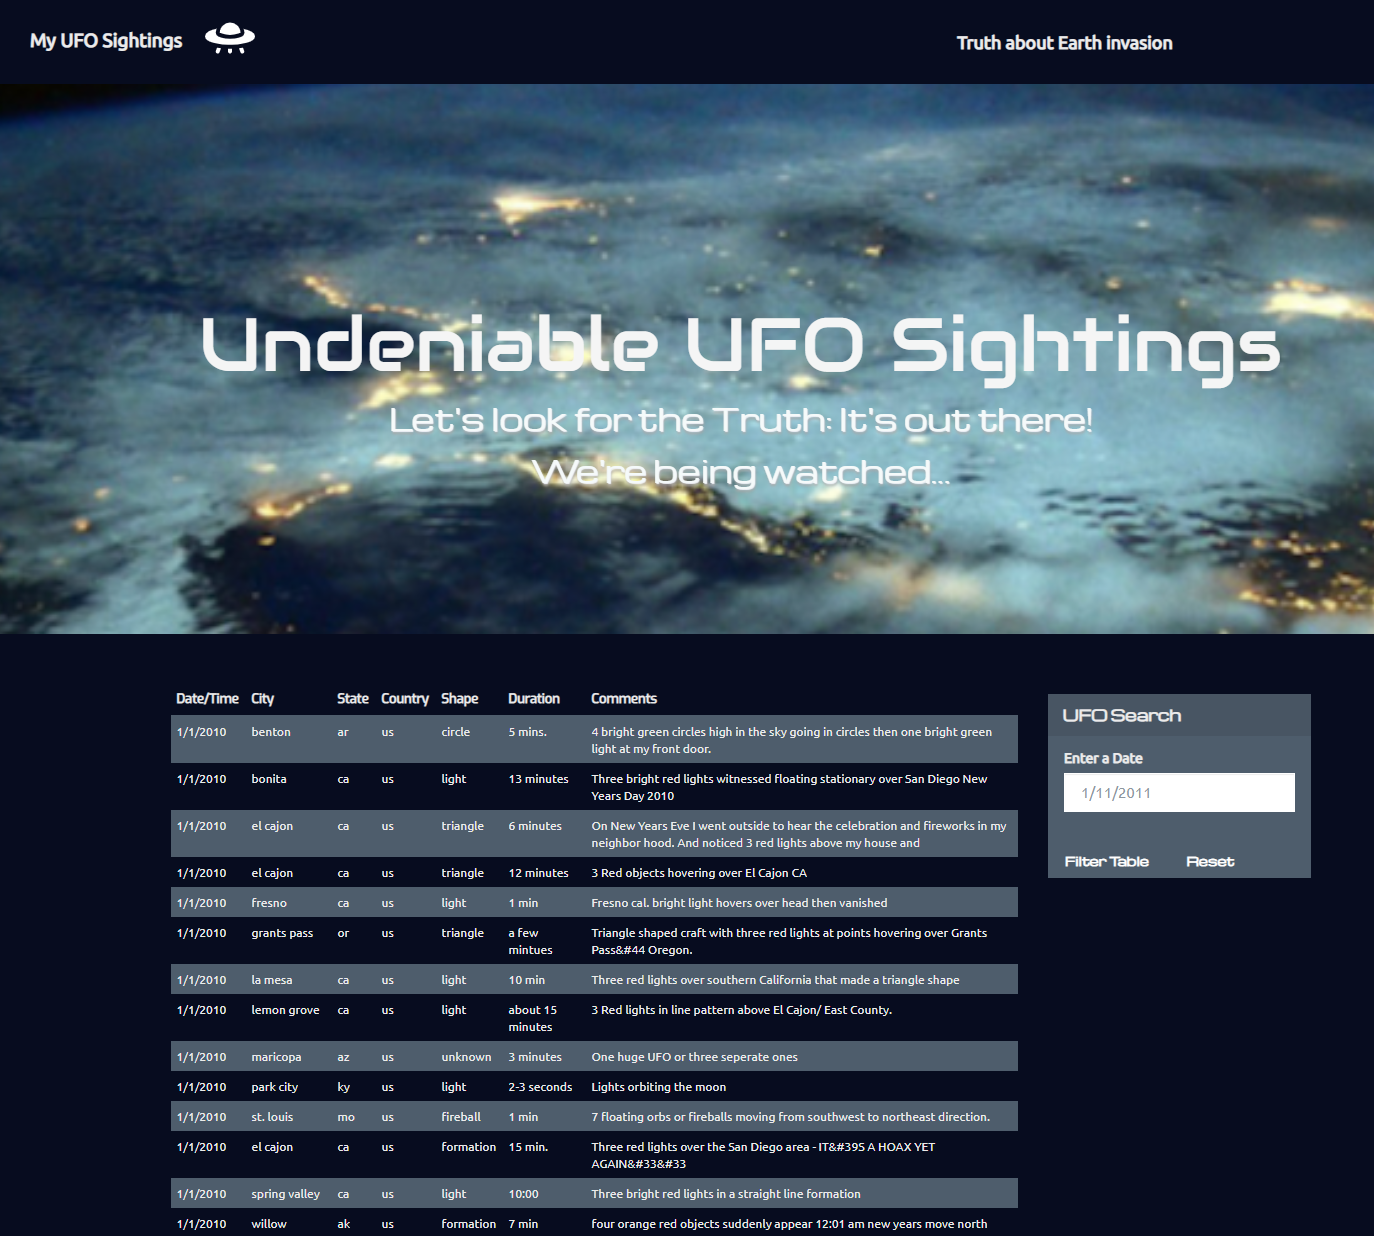 My UFO Sightings
Truth about Earth invasion
Undeniable UFO Sightings
Let's look for the Truth: It's out there!
We're being watched...
Date/Time City State Country Shape Duration Comments
1/1/2010 benton ar us circle 5 mins. 4 bright green circles high in the sky going in circles then one bright green
light at my front door.
1/1/2010 bonita ca us light 13 minutes Three bright red lights witnessed floating stationary over San Diego New
Years Day 2010
1/1/2010 el cajon ca us triangle 6 minutes On New Years Eve I went outside to hear the celebration and fireworks in my
neighbor hood. And noticed 3 red lights above my house and
1/1/2010 el cajon ca us triangle 12 minutes 3 Red objects hovering over El Cajon CA
1/1/2010 fresno ca us light 1 min Fresno cal. bright light hovers over head then vanished
1/1/2010 grants pass or us triangle a few Triangle shaped craft with three red lights at points hovering over Grants
mintues Pass&#44 Oregon.
1/1/2010 la mesa ca us light 10 min Three red lights over southern California that made a triangle shape
1/1/2010 lemon grove ca us light about 15 3 Red lights in line pattern above El Cajon/ East County.
minutes
1/1/2010 maricopa az us unknown 3 minutes One huge UFO or three seperate ones
1/1/2010 park city ky us light 2-3 seconds Lights orbiting the moon
1/1/2010 st. louis mo us fireball 1 min 7 floating orbs or fireballs moving from southwest to northeast direction.
1/1/2010 el cajon ca us formation 15 min. Three red lights over the San Diego area - IT&#39S A HOAX YET
AGAIN&#33&#33
1/1/2010 spring valley ca us light 10:00 Three bright red lights in a straight line formation
1/1/2010 willow ak us formation 7 min four orange red objects suddenly appear 12:01 am new years move north
UFO Search
Enter a Date
1/11/2011
Filter Table Reset